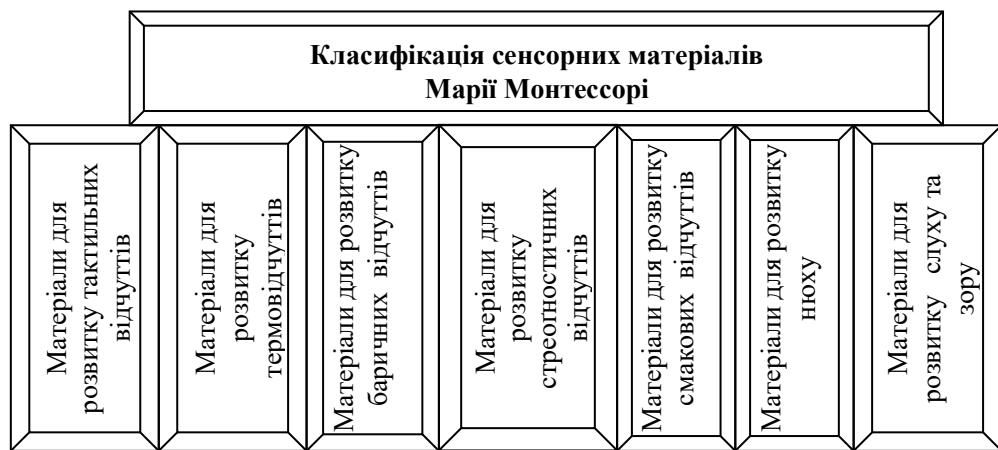 Класифікація сенсорних матеріалів
Марії Монтессорі
Матеріали для
розвитку тактильних
відчуттів
Матеріали для
розвитку
термовідчуттів
Матеріали для розвитку
баричних відчуттів
Матеріали для
розвитку
стреогностичних
відчуттів
Матеріали для розвитку
смакових відчуттів
Матеріали для розвитку
нюху
Матеріали для
розвитку слуху та
зору